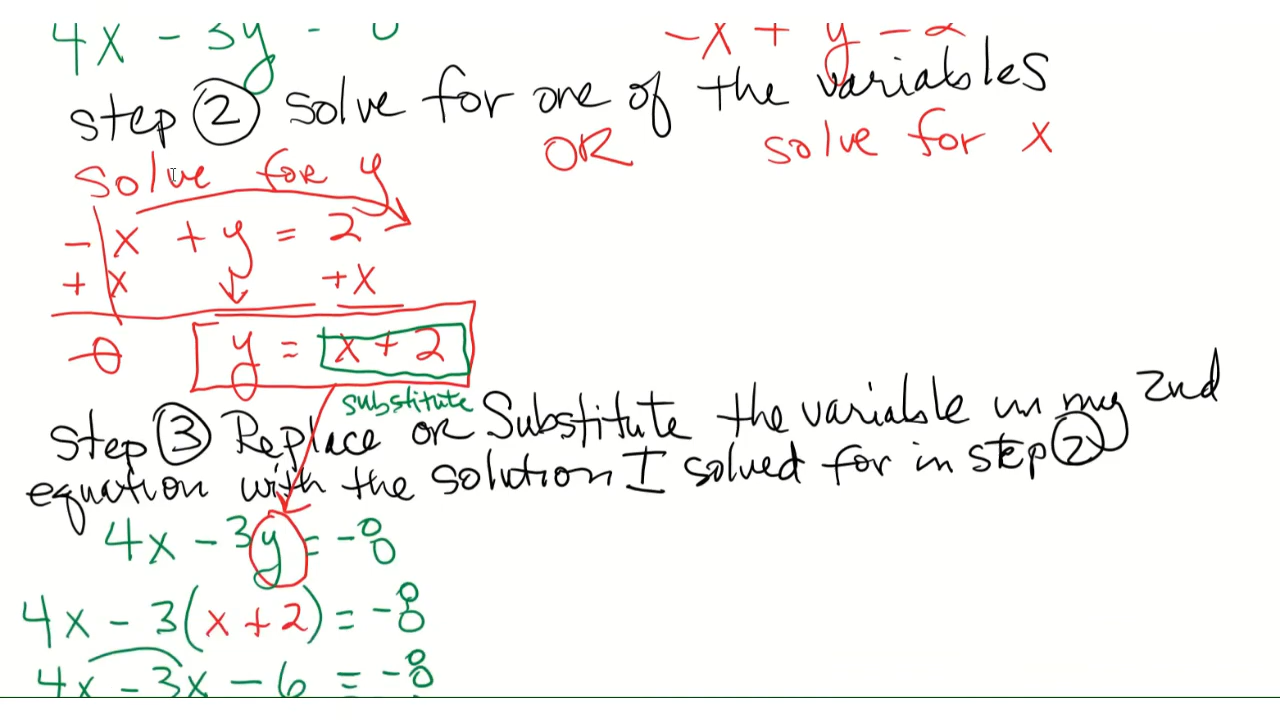 4x - 3y
-x + y
step ② solve for one of the variables
solve for y OR solve for x
-x + y = 2
+ x +x
0 y = x + 2
substitute
Step ③ Replace or Substitute the variable in my 2nd
equation with the solution I solved for in step ②
4x - 3y = -8
4x - 3(x + 2) = -8
4x - 3x - 6 = -8